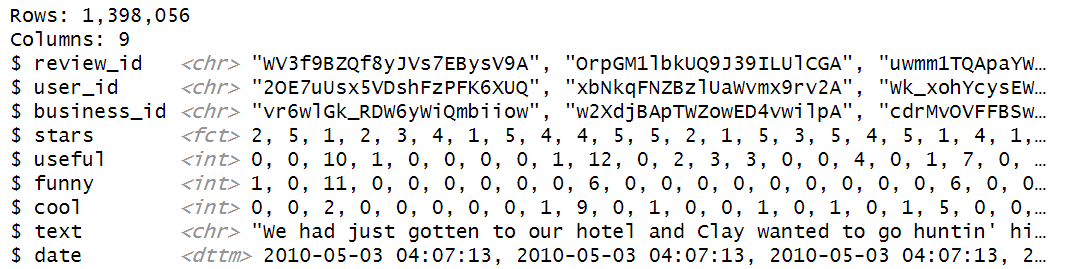 Rows: 1,398,056
Columns: 9
$ review_id <chr> "WV3f9BZQf8yJVs7EBysV9A", "OrpGM1lbkUQ9J39ILUlCGA", "uwmm1TQApaYW…
$ user_id <chr> "2OE7uUsx5VDshFzPFK6XUQ", "xbNkqFNZBzlUaWvmx9rv2A", "Wk_xohYcysEW…
$ business_id <chr> "vr6wlGk_RDW6yWiQmbiiow", "w2XdjBApTWZowED4vwilpA", "cdrMvOVFFBSw…
$ stars <fct> 2, 5, 1, 2, 3, 4, 1, 5, 4, 4, 5, 5, 2, 1, 5, 3, 5, 4, 5, 1, 4, 1,…
$ useful <int> 0, 0, 10, 1, 0, 0, 0, 0, 1, 12, 0, 2, 3, 3, 0, 0, 4, 0, 1, 7, 0, …
$ funny <int> 1, 0, 11, 0, 0, 0, 0, 0, 0, 6, 0, 0, 0, 0, 0, 0, 0, 0, 0, 6, 0, 0…
$ cool <int> 0, 0, 2, 0, 0, 0, 0, 0, 1, 9, 0, 1, 0, 0, 1, 0, 1, 0, 1, 5, 0, 0,…
$ text <chr> "We had just gotten to our hotel and Clay wanted to go huntin' hi…
$ date <dttm> 2010-05-03 04:07:13, 2010-05-03 04:07:13, 2010-05-03 04:07:13, 2…